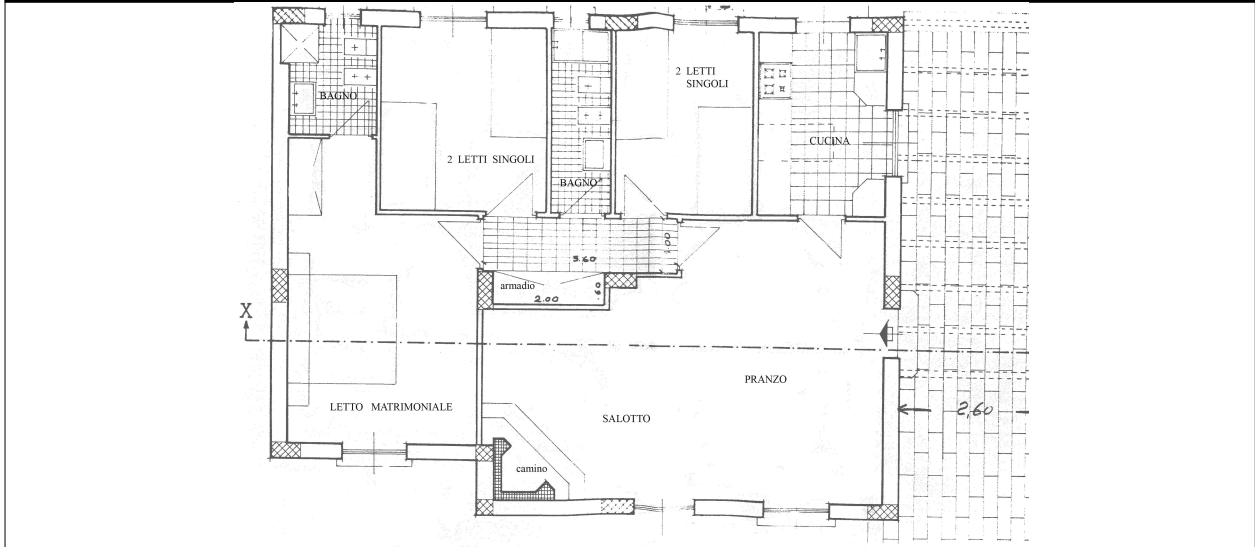 2 LETTI
SINGOLI
BAGNO
CUCINA
2 LETTI SINGOLI
BAGNO
1.00
3.60
armadio
2.00
.60
X
PRANZO
LETTO MATRIMONIALE
2,60
SALOTTO
camino